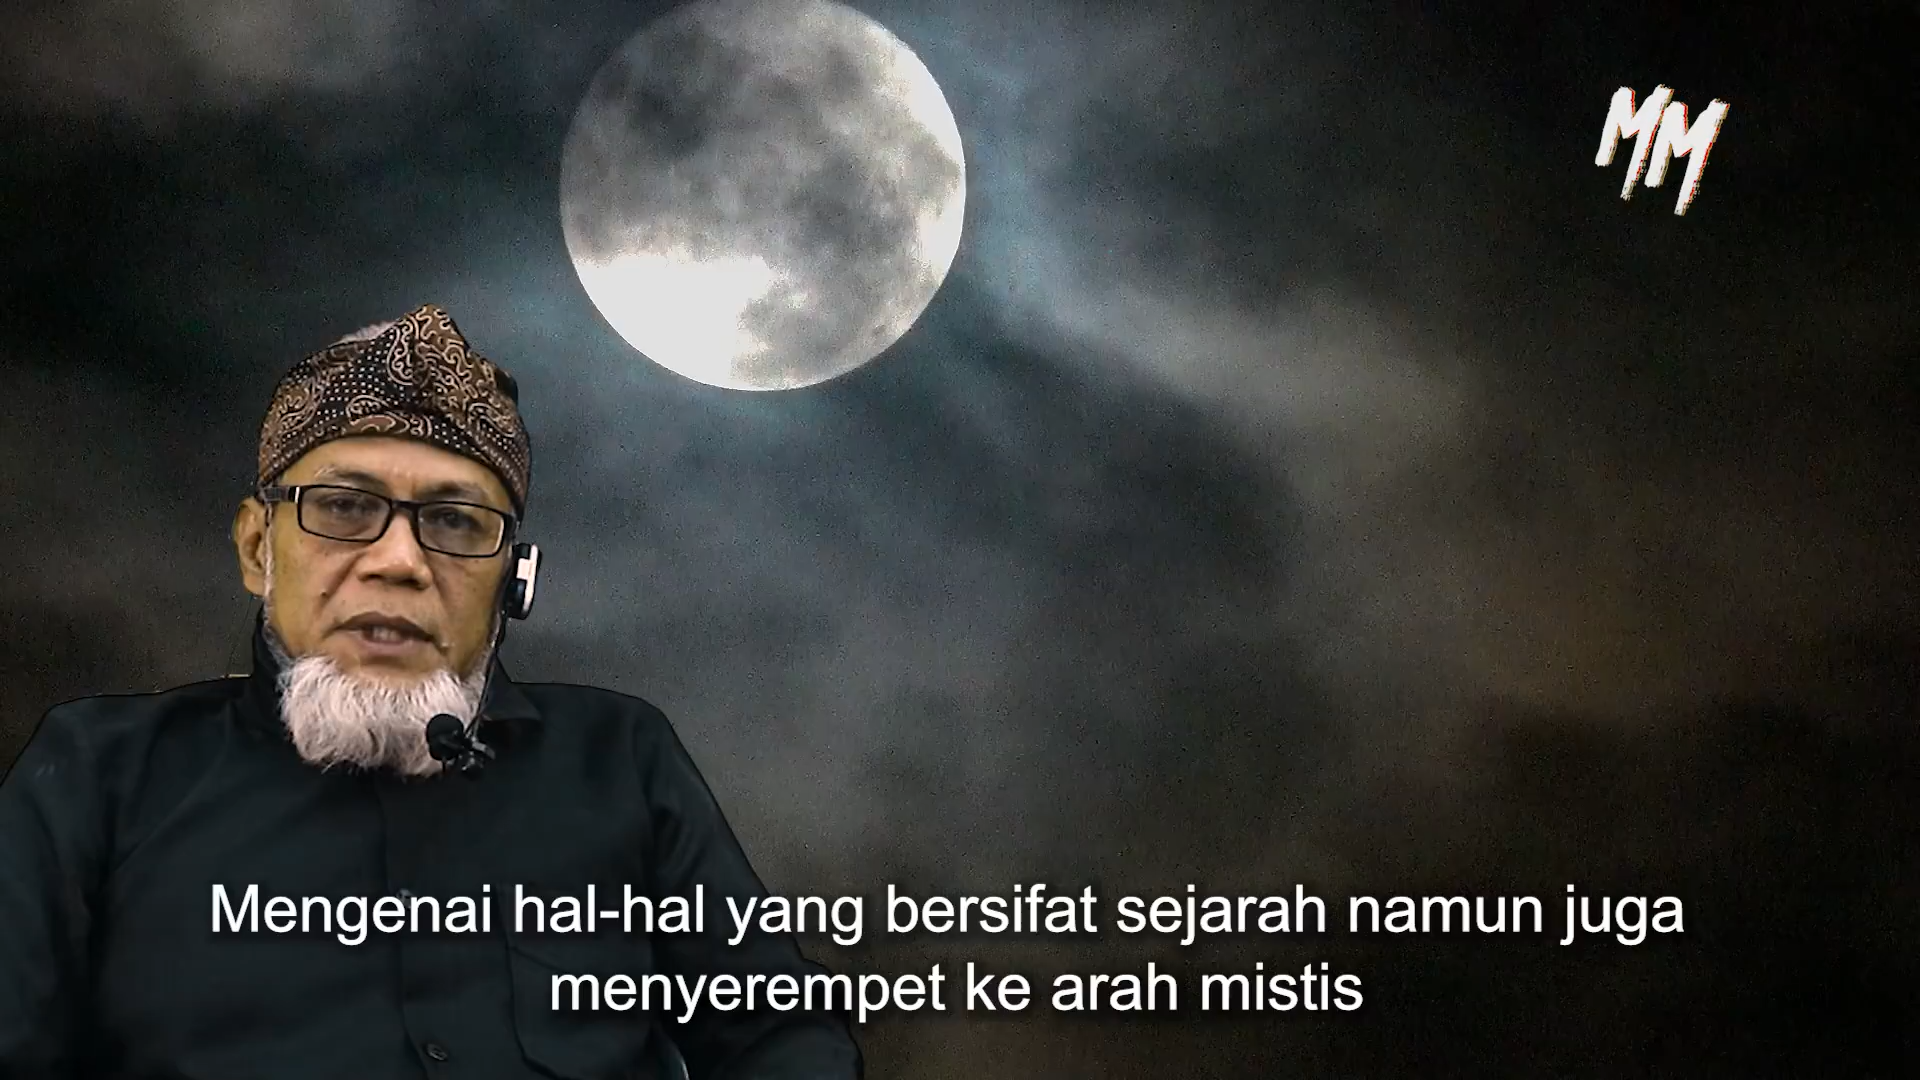 MM
Mengenai hal-hal yang bersifat sejarah namun juga
menyerempet ke arah mistis